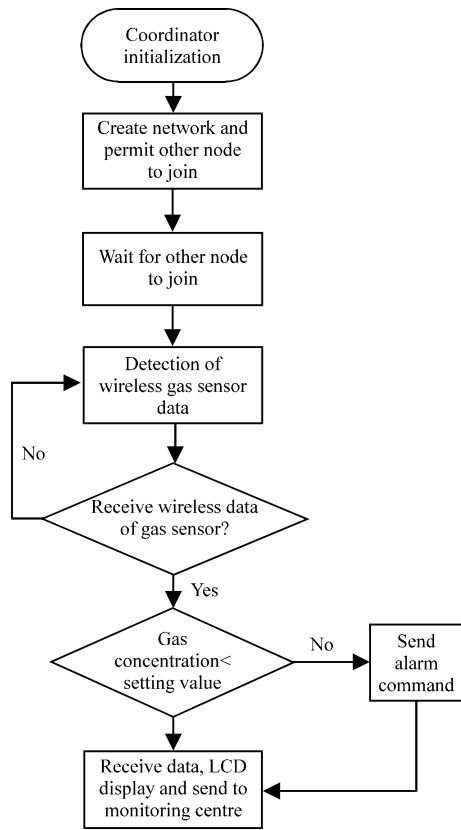 Coordinator
initialization
Create network and
permit other node
to join
Wait for other node
to join
Detection of
wireless gas sensor
data
No
Receive wireless data
of gas sensor?
Yes
Gas
concentration<
setting value
No
Send
alarm
command
Receive data, LCD
display and send to
monitoring centre